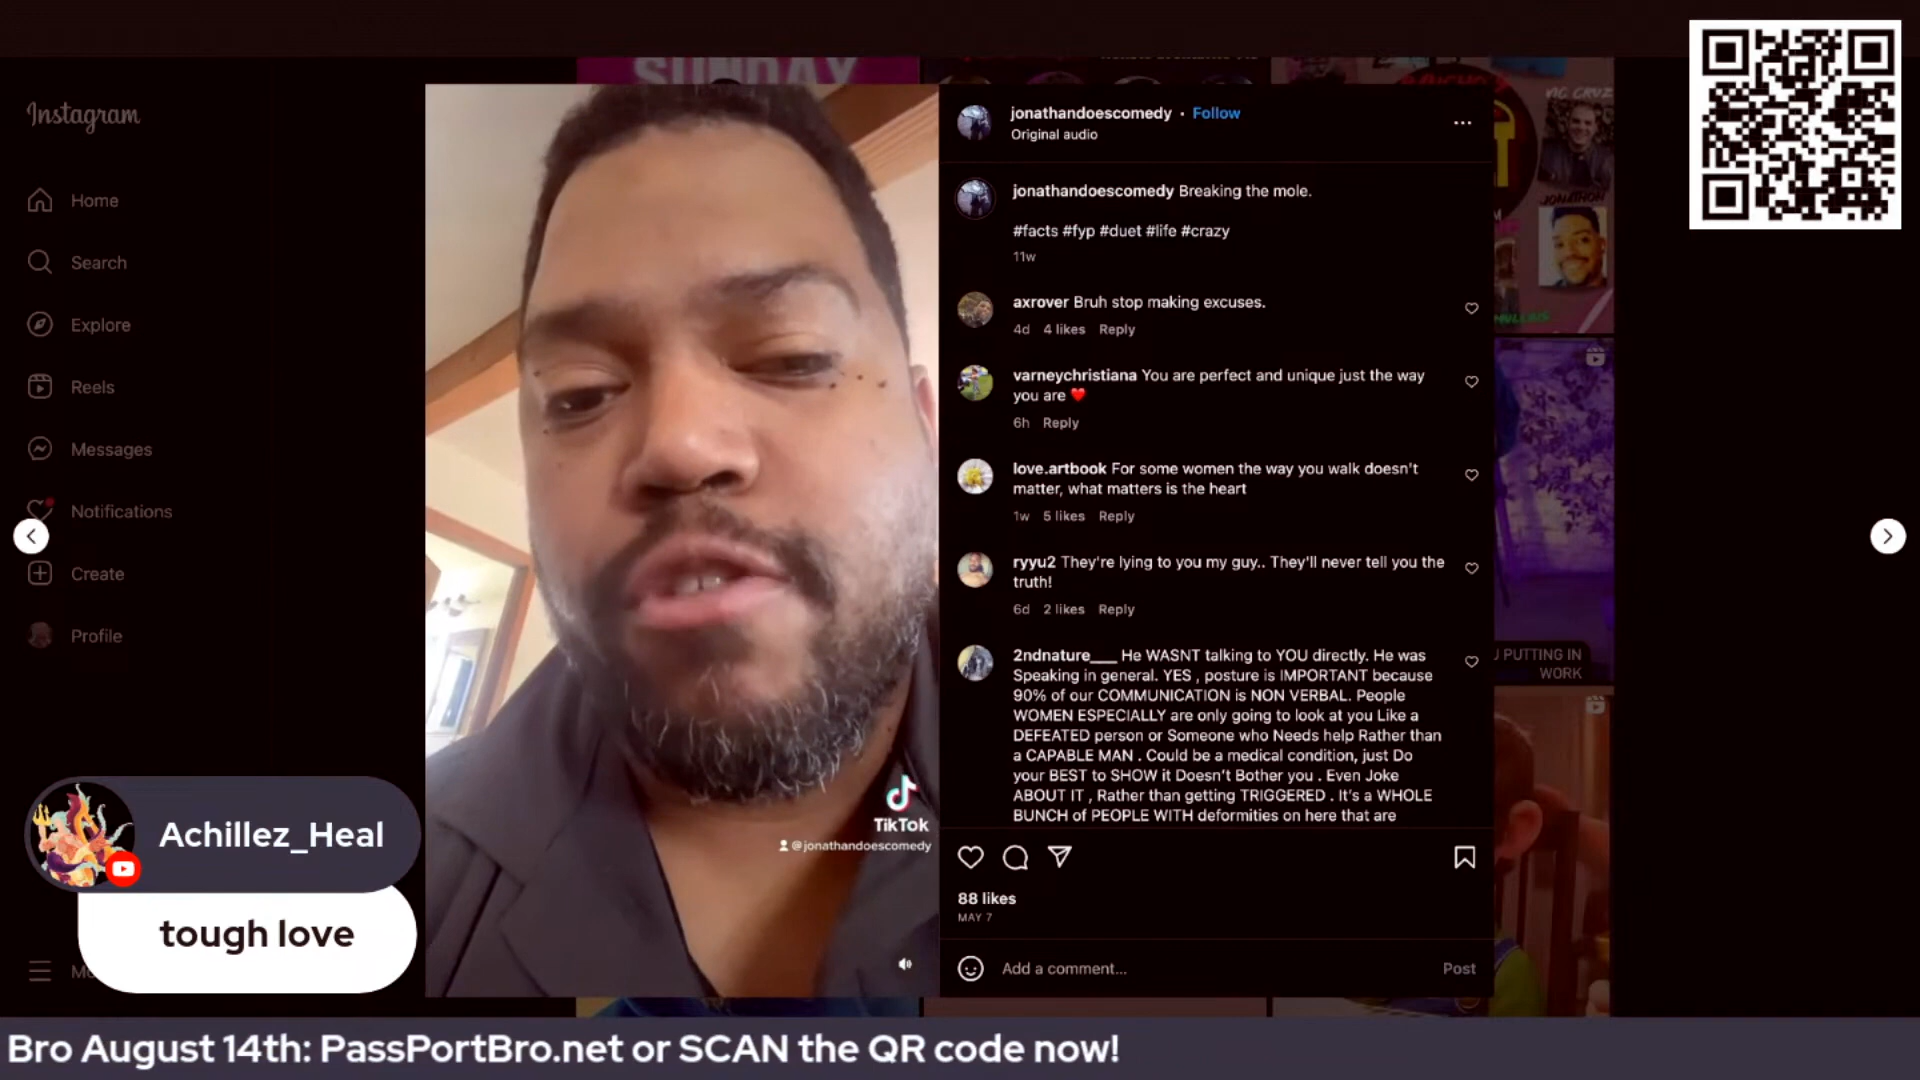 SUNDAY
Instagram
Home
Search
Explore
Reels
Messages
Notifications
Create
Profile
jonathandoescomedy • Follow
Original audio
jonathandoescomedy Breaking the mole.
#facts #fyp #duet #life #crazy
11w
axrover Bruh stop making excuses.
4d 4 likes Reply
varneychristiana You are perfect and unique just the way
you are ❤️
6h Reply
love.artbook For some women the way you walk doesn't
matter, what matters is the heart
1w 5 likes Reply
ryyu2 They're lying to you my guy.. They'll never tell you the
truth!
6d 2 likes Reply
2ndnature___ He WASNT talking to YOU directly. He was
Speaking in general. YES , posture is IMPORTANT because
90% of our COMMUNICATION is NON VERBAL. People
WOMEN ESPECIALLY are only going to look at you Like a
DEFEATED person or Someone who Needs help Rather than
a CAPABLE MAN . Could be a medical condition, just Do
your BEST to SHOW it Doesn't Bother you . Even Joke
ABOUT IT , Rather than getting TRIGGERED . It's a WHOLE
BUNCH of PEOPLE WITH deformities on here that are
88 likes
MAY 7
Add a comment...
Post
TikTok
@jonathandoescomedy
VIC CRUZ
JONATHON
MULLINS
PUTTING IN
WORK
Achillez_Heal
tough love
Bro August 14th: PassPortBro.net or SCAN the QR code now!